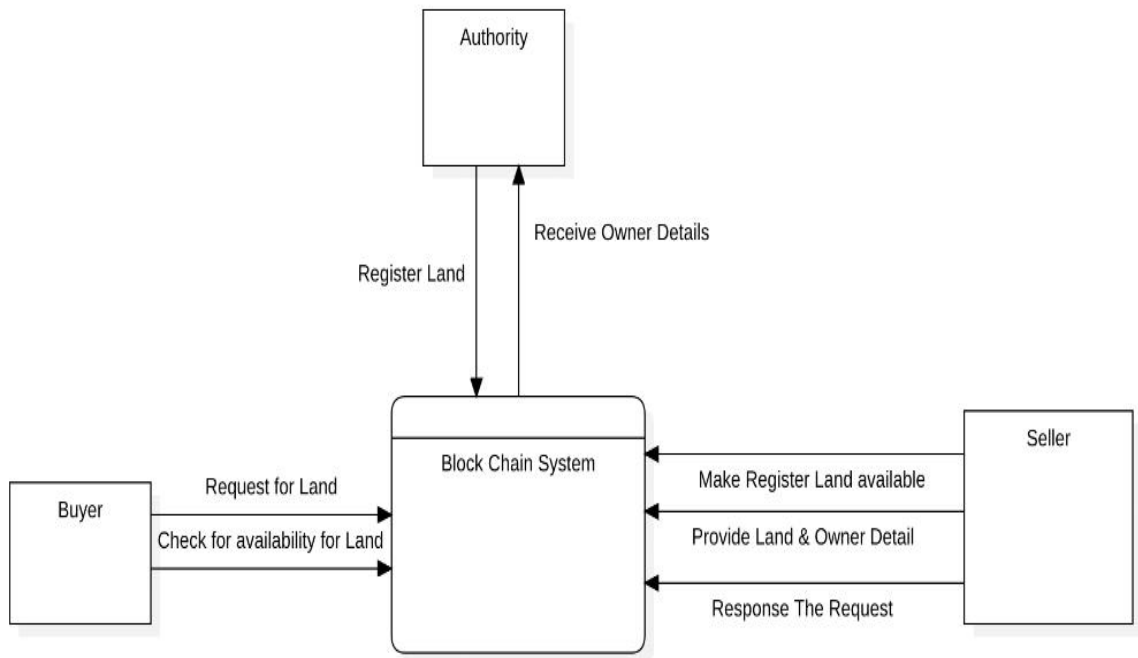 Authority
Receive Owner Details
Register Land
Block Chain System
Seller
Make Register Land available
Request for Land
Buyer
Provide Land & Owner Detail
Check for availability for Land
Response The Request